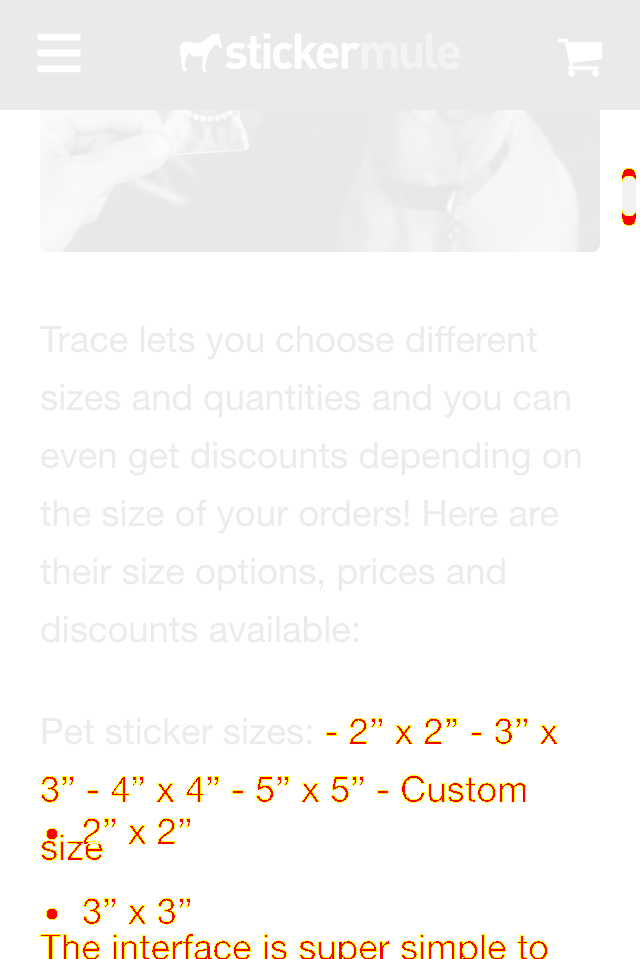 stickermule
Trace lets you choose different
sizes and quantities and you can
even get discounts depending on
the size of your orders! Here are
their size options, prices and
discounts available:
Pet sticker sizes: - 2” x 2” - 3” x
3” - 4” x 4” - 5” x 5” - Custom
• 2” x 2”
size
• 3” x 3”
The interface is super simple to